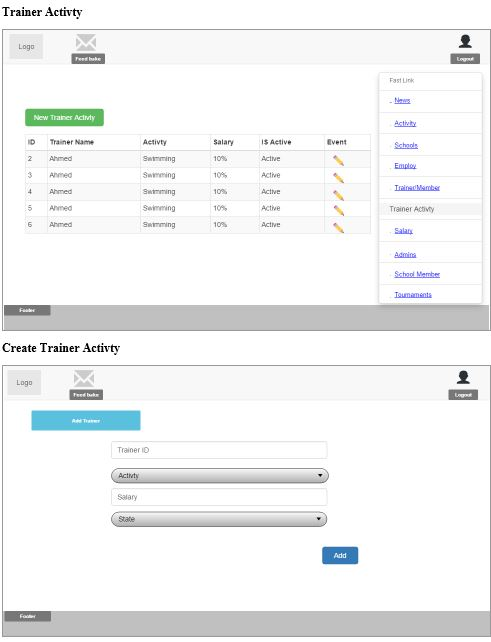 Trainer Activty
Logo
Feed bake
Logout
Fast Link
. News
. Activity
. Schools
. Employ
. Trainer/Member
Trainer Activty
. Salary
. Admins
. School Member
. Tournaments
New Trainer Activty
ID Trainer Name Activty Salary IS Active Event
2 Ahmed Swimming 10% Active
3 Ahmed Swimming 10% Active
4 Ahmed Swimming 10% Active
5 Ahmed Swimming 10% Active
6 Ahmed Swimming 10% Active
Footer
Create Trainer Activty
Logo
Feed bake
Logout
Add Trainer
Trainer ID
Activty
Salary
State
Add
Footer